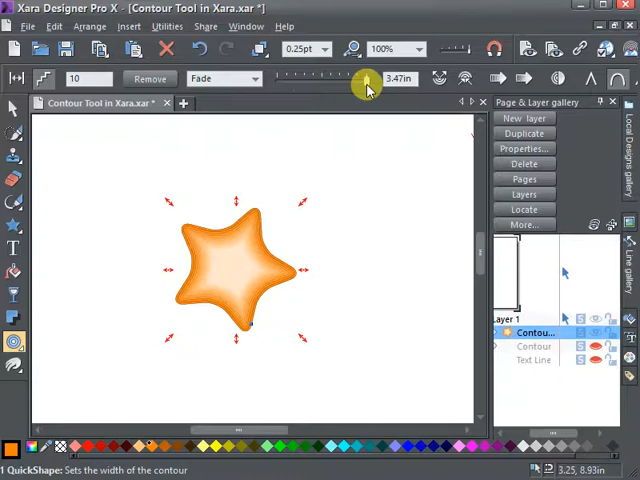 Xara Designer Pro X - [Contour Tool in Xara.xar *]
File Edit Arrange Insert Utilities Share Window Help
0.25pt
100%
10
Remove
Fade
3.47in
Contour Tool in Xara.xar *
Page & Layer gallery
New layer
Duplicate
Properties...
Delete
Pages
Layers
Locate
More...
Layer 1
Contou...
Contour
Text Line
Local Designs gallery
Line gallery
1 QuickShape: Sets the width of the contour
3.25, 8.93in